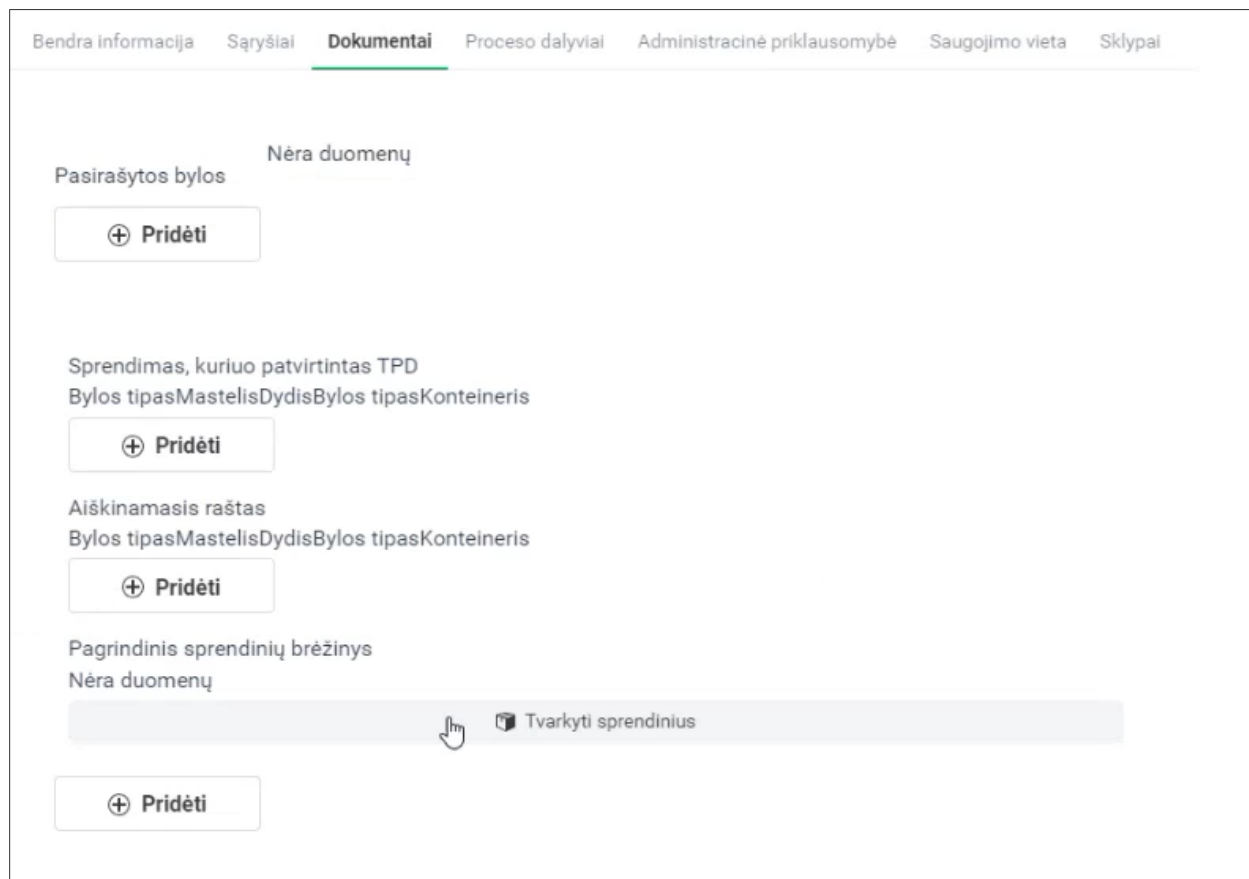 Bendra informacija Sąryšiai Dokumentai Proceso dalyviai Administracinė priklausomybė Saugojimo vieta Sklypai
Nėra duomenų
Pasirašytos bylos
Pridėti
Sprendimas, kuriuo patvirtintas TPD
Bylos tipasMastelisDydisBylos tipasKonteineris
Pridėti
Aiškinamasis raštas
Bylos tipasMastelisDydisBylos tipasKonteineris
Pridėti
Pagrindinis sprendinių brėžinys
Nėra duomenų
Tvarkyti sprendinius
Pridėti